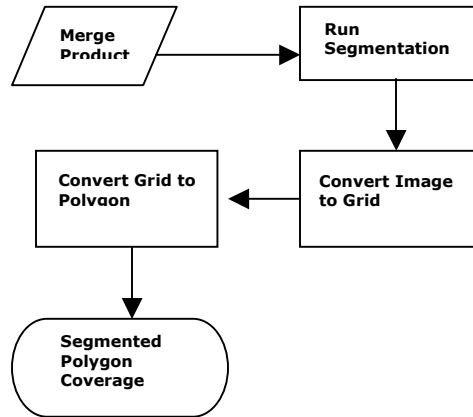 Merge
Product
Run
Segmentation
Convert Image
to Grid
Convert Grid to
Polygon
Segmented
Polygon
Coverage